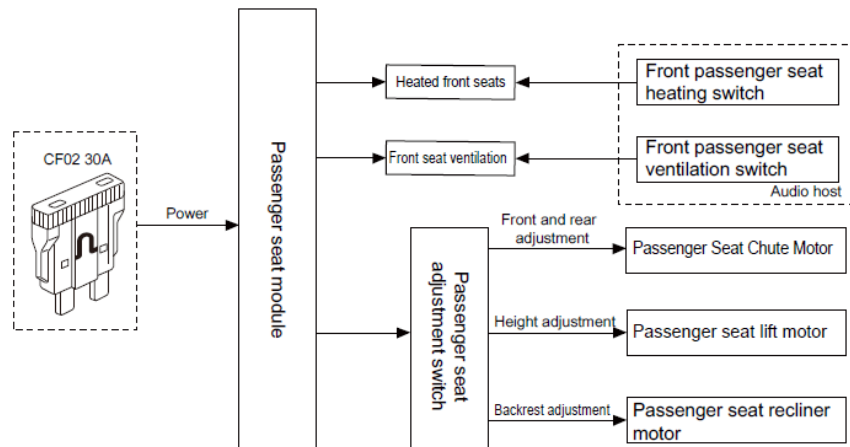 CF02 30A
Power
Passenger seat module
Heated front seats
Front seat ventilation
Front passenger seat
heating switch
Front passenger seat
ventilation switch
Audio host
Passenger seat
adjustment switch
Front and rear
adjustment
Passenger Seat Chute Motor
Height adjustment
Passenger seat lift motor
Backrest adjustment
Passenger seat recliner
motor